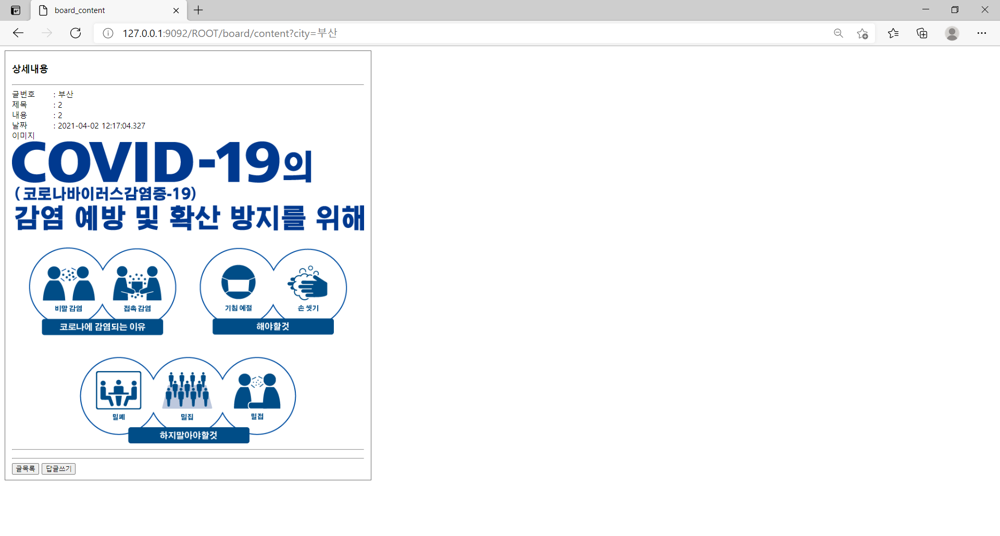 board_content
127.0.0.1:9092/ROOT/board/content?city=부산
상세내용
글번호 : 부산
제목 : 2
내용 : 2
날짜 : 2021-04-02 12:17:04.327
이미지
COVID-19의
(코로나바이러스감염증-19)
감염 예방 및 확산 방지를 위해
비말 감염 접촉 감염 기침 예절 손 씻기
코로나에 감염되는 이유 해야할것
밀폐 밀집 밀접
하지말아야할것
글목록 답글쓰기